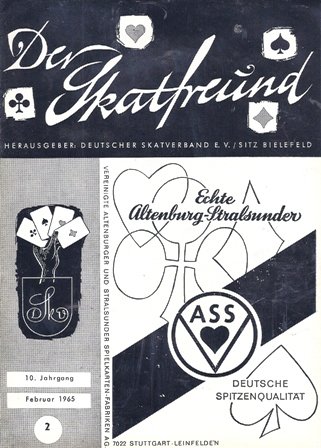 Der
Skatfreund
HERAUSGEBER: DEUTSCHER SKATVERBAND E. V. / SITZ BIELEFELD
VEREINIGTE ALTENBURGER UND STRALSUNDER SPIELKARTEN-FABRIKEN AG
7022 STUTTGART-LEINFELDEN
Echte
Altenburg-Stralsunder
ASS
DEUTSCHE
SPITZENQUALITÄT
DSkV
10. Jahrgang
Februar 1965
2